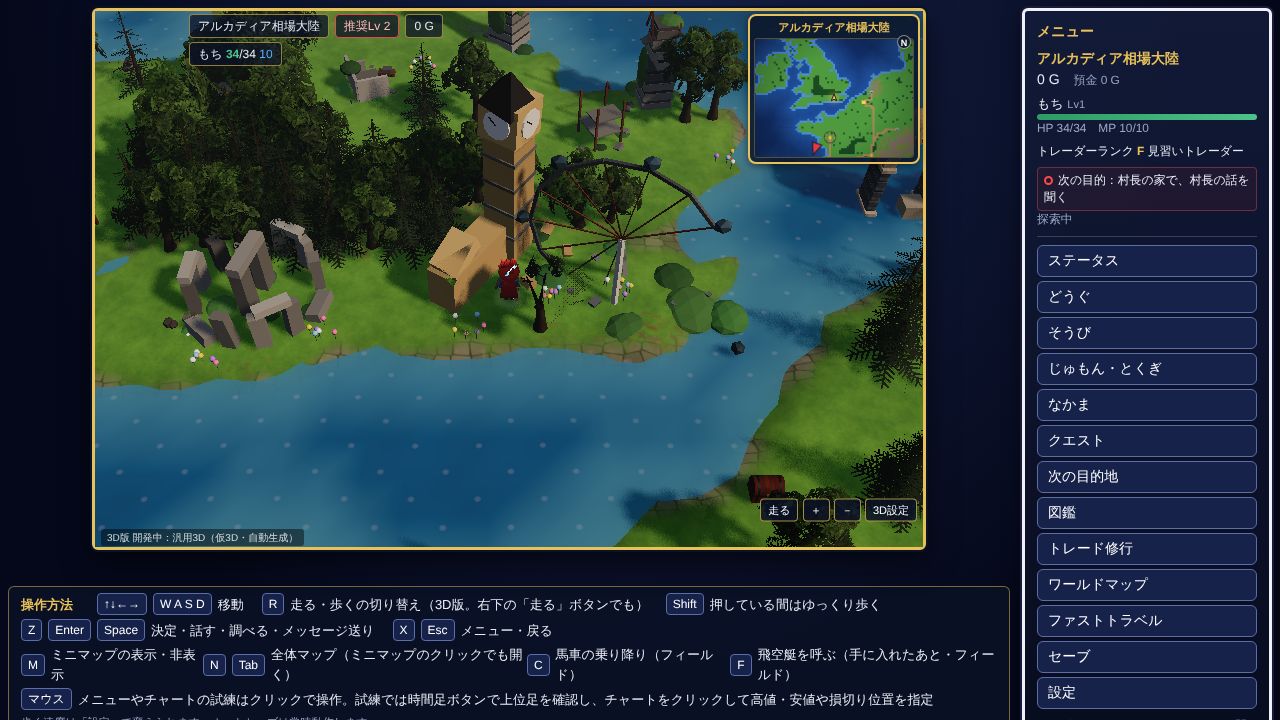 アルカディア相場大陸
推奨Lv 2
0 G
もち 34/34 10
アルカディア相場大陸
N
走る
+
−
3D設定
3D版 開発中：汎用3D（仮3D・自動生成）
メニュー
アルカディア相場大陸
0 G 預金 0 G
もち Lv1
HP 34/34 MP 10/10
トレーダーランク F 見習いトレーダー
次の目的：村長の家で、村長の話を
聞く
探索中
ステータス
どうぐ
そうび
じゅもん・とくぎ
なかま
クエスト
次の目的地
図鑑
トレード修行
ワールドマップ
ファストトラベル
セーブ
設定
操作方法 ↑↓←→ W A S D 移動 R 走る・歩くの切り替え（3D版。右下の「走る」ボタンでも） Shift 押している間はゆっくり歩く
Z Enter Space 決定・話す・調べる・メッセージ送り X Esc メニュー・戻る
M ミニマップの表示・非表示 N Tab 全体マップ（ミニマップのクリックでも開く） C 馬車の乗り降り（フィールド） F 飛空艇を呼ぶ（手に入れたあと・フィールド）
マウス メニューやチャートの試練はクリックで操作。試練では時間足ボタンで上位足を確認し、チャートをクリックして高値・安値や損切り位置を指定